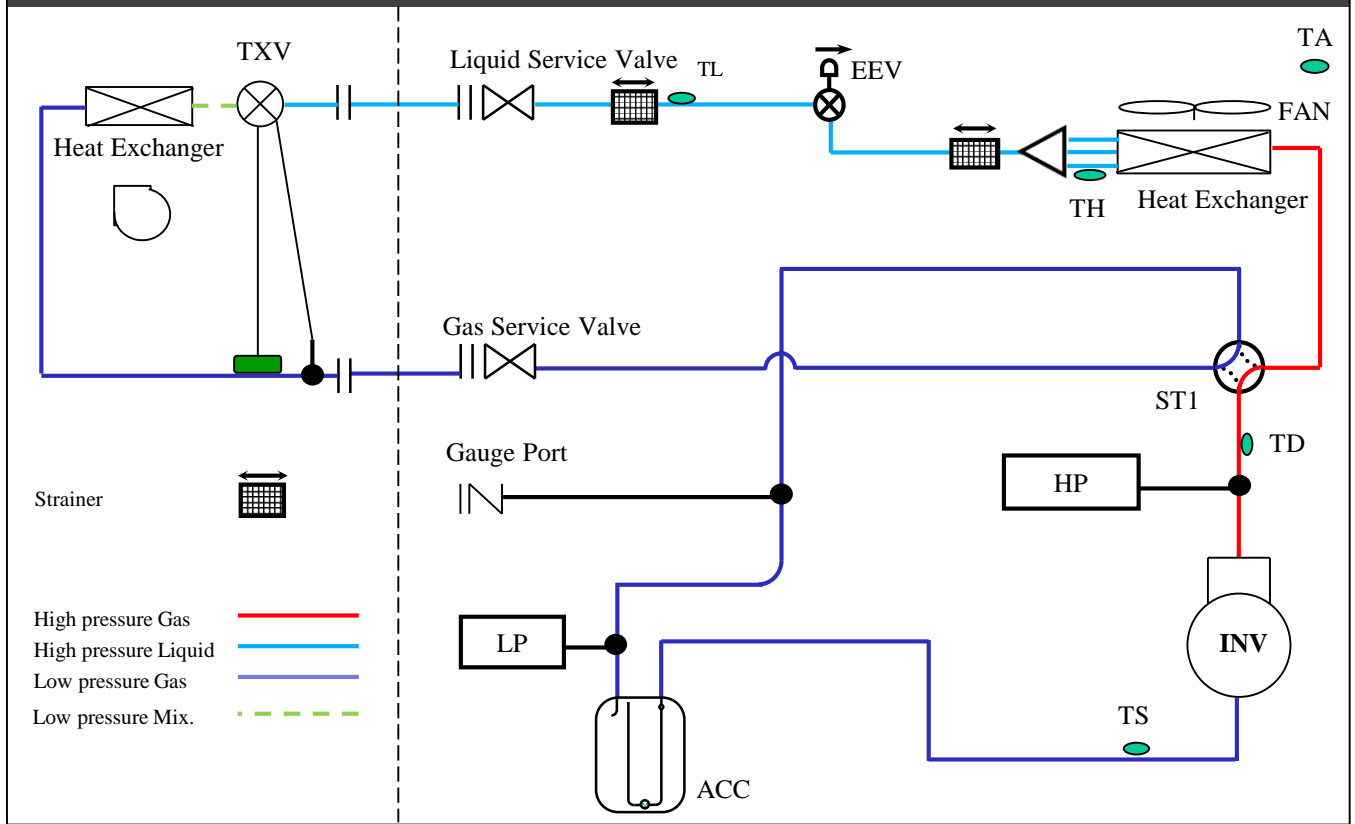 TXV
Liquid Service Valve
TL
EEV
TA
FAN
Heat Exchanger
TH
Heat Exchanger
Gas Service Valve
ST1
TD
Gauge Port
HP
Strainer
High pressure Gas
High pressure Liquid
Low pressure Gas
Low pressure Mix.
LP
INV
TS
ACC